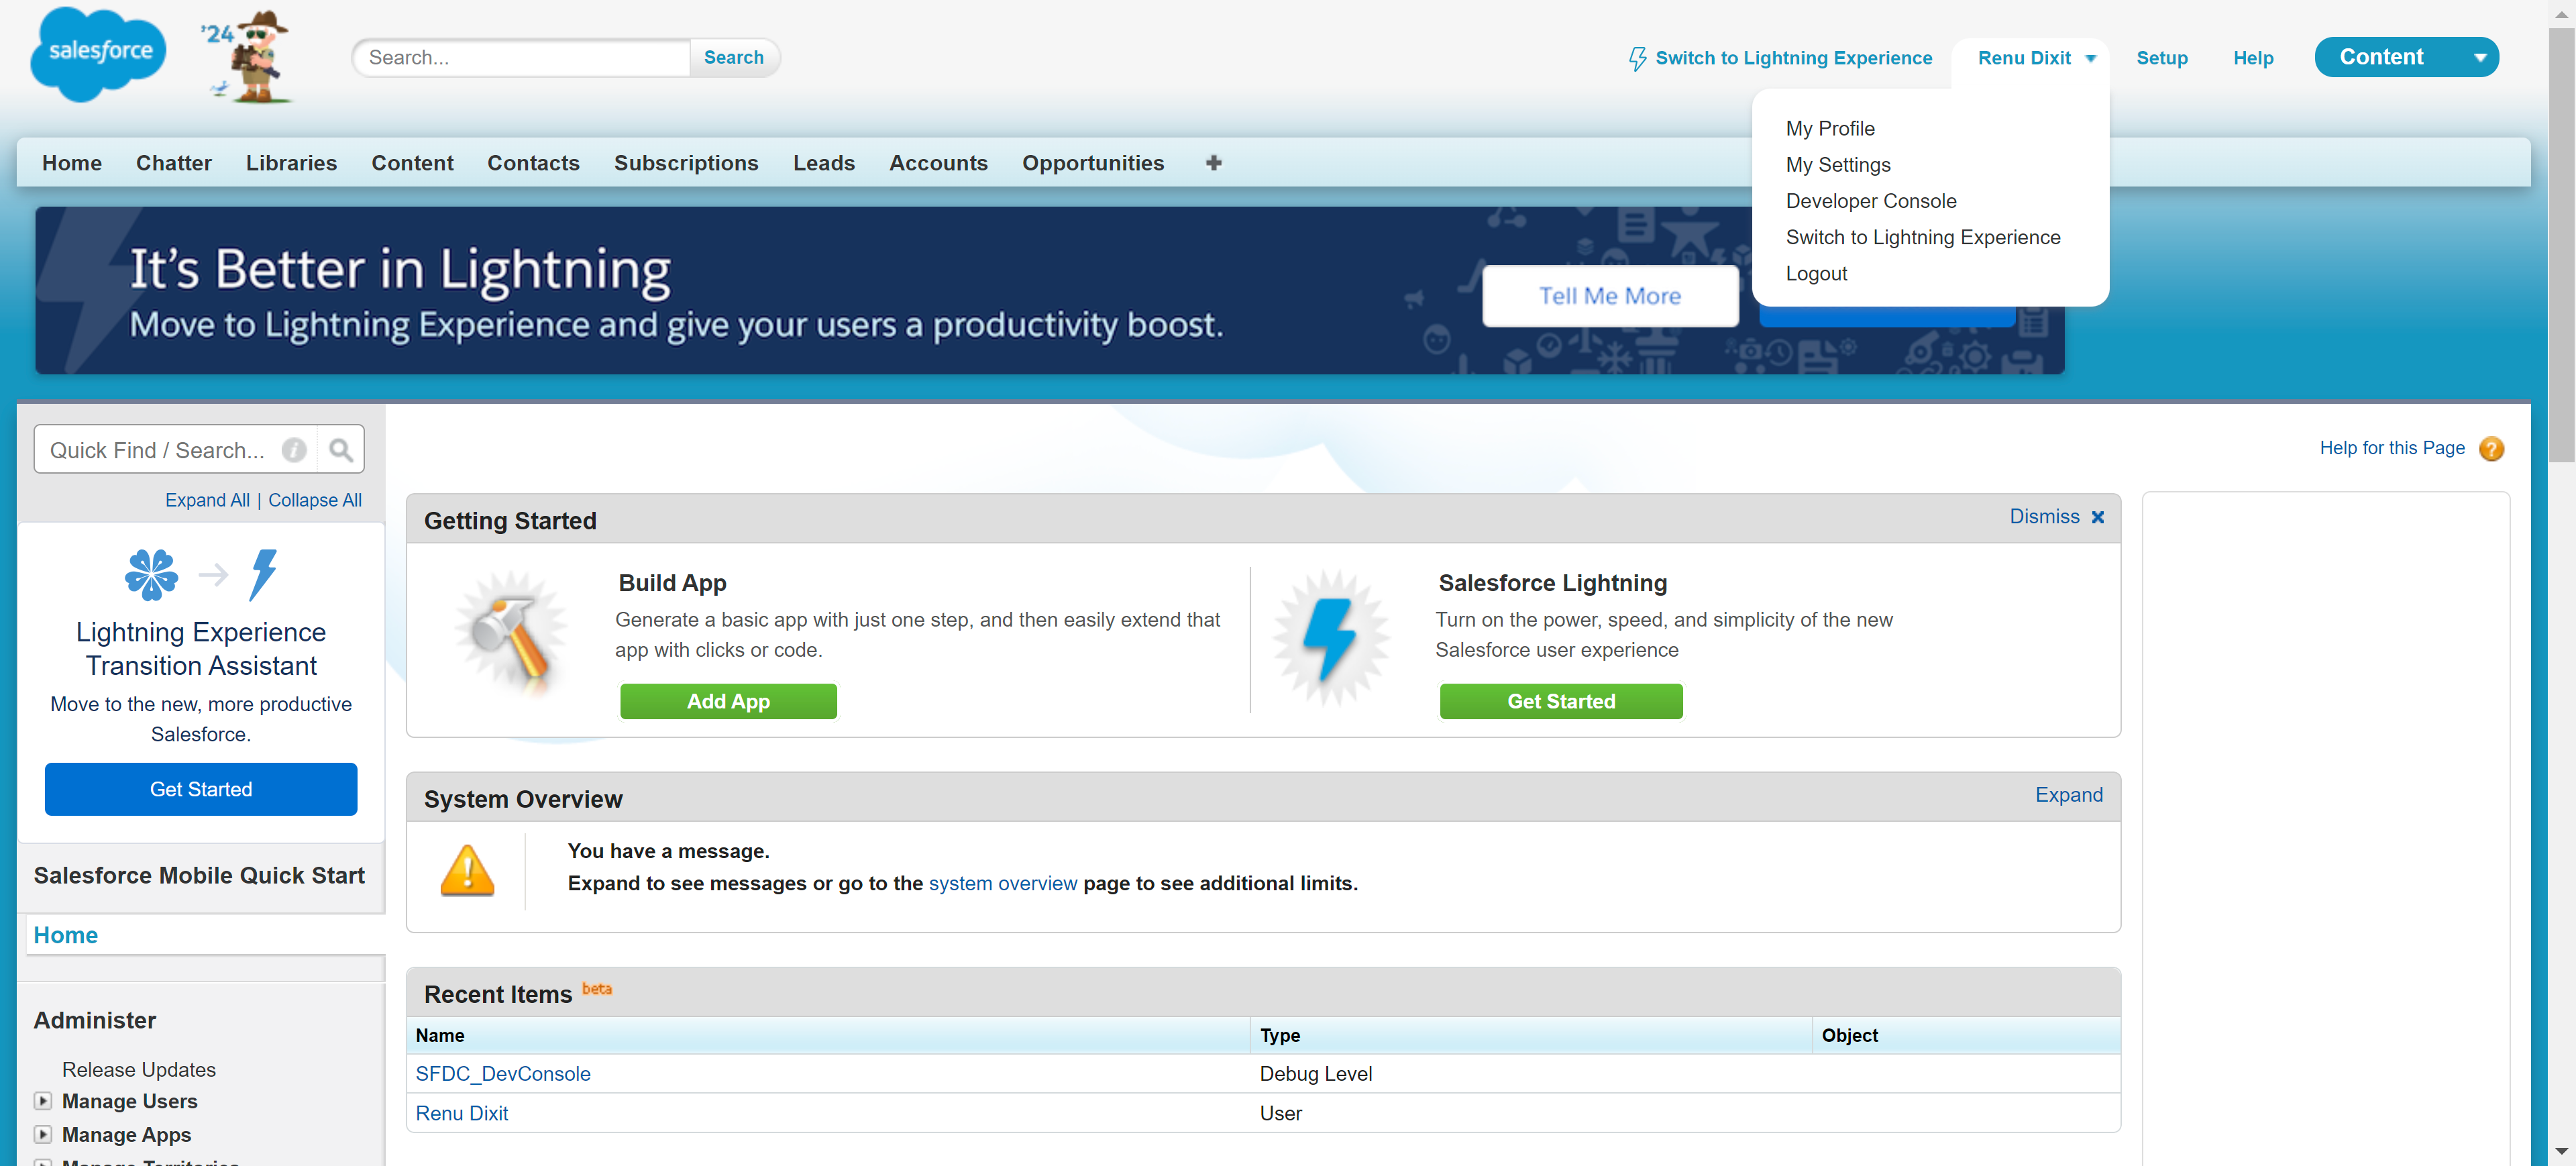 salesforce
'24
Search...
Search
Switch to Lightning Experience
Renu Dixit
Setup
Help
Content
My Profile
My Settings
Developer Console
Switch to Lightning Experience
Logout
Home
Chatter
Libraries
Content
Contacts
Subscriptions
Leads
Accounts
Opportunities
It's Better in Lightning
Move to Lightning Experience and give your users a productivity boost.
Tell Me More
Quick Find / Search...
Expand All | Collapse All
Lightning Experience
Transition Assistant
Move to the new, more productive
Salesforce.
Get Started
Salesforce Mobile Quick Start
Home
Administer
Release Updates
Manage Users
Manage Apps
Help for this Page
Getting Started
Dismiss
Build App
Generate a basic app with just one step, and then easily extend that
app with clicks or code.
Add App
Salesforce Lightning
Turn on the power, speed, and simplicity of the new
Salesforce user experience
Get Started
System Overview
Expand
You have a message.
Expand to see messages or go to the system overview page to see additional limits.
Recent Items beta
Name Type Object
SFDC_DevConsole Debug Level
Renu Dixit User